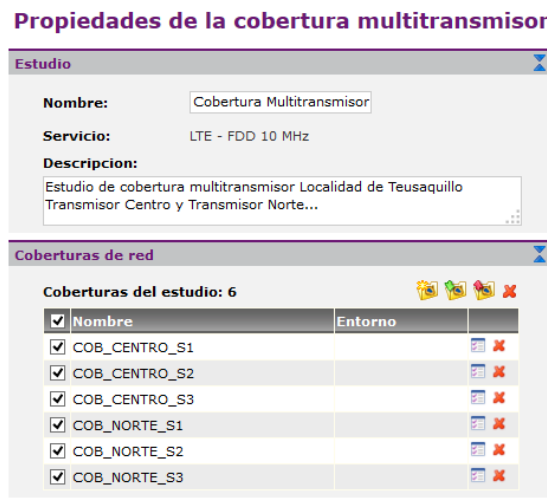 Propiedades de la cobertura multitransmisor
Estudio
Nombre: Cobertura Multitransmisor
Servicio: LTE - FDD 10 MHz
Descripcion:
Estudio de cobertura multitransmisor Localidad de Teusaquillo
Transmisor Centro y Transmisor Norte...
Coberturas de red
Coberturas del estudio: 6
Nombre Entorno
COB_CENTRO_S1
COB_CENTRO_S2
COB_CENTRO_S3
COB_NORTE_S1
COB_NORTE_S2
COB_NORTE_S3